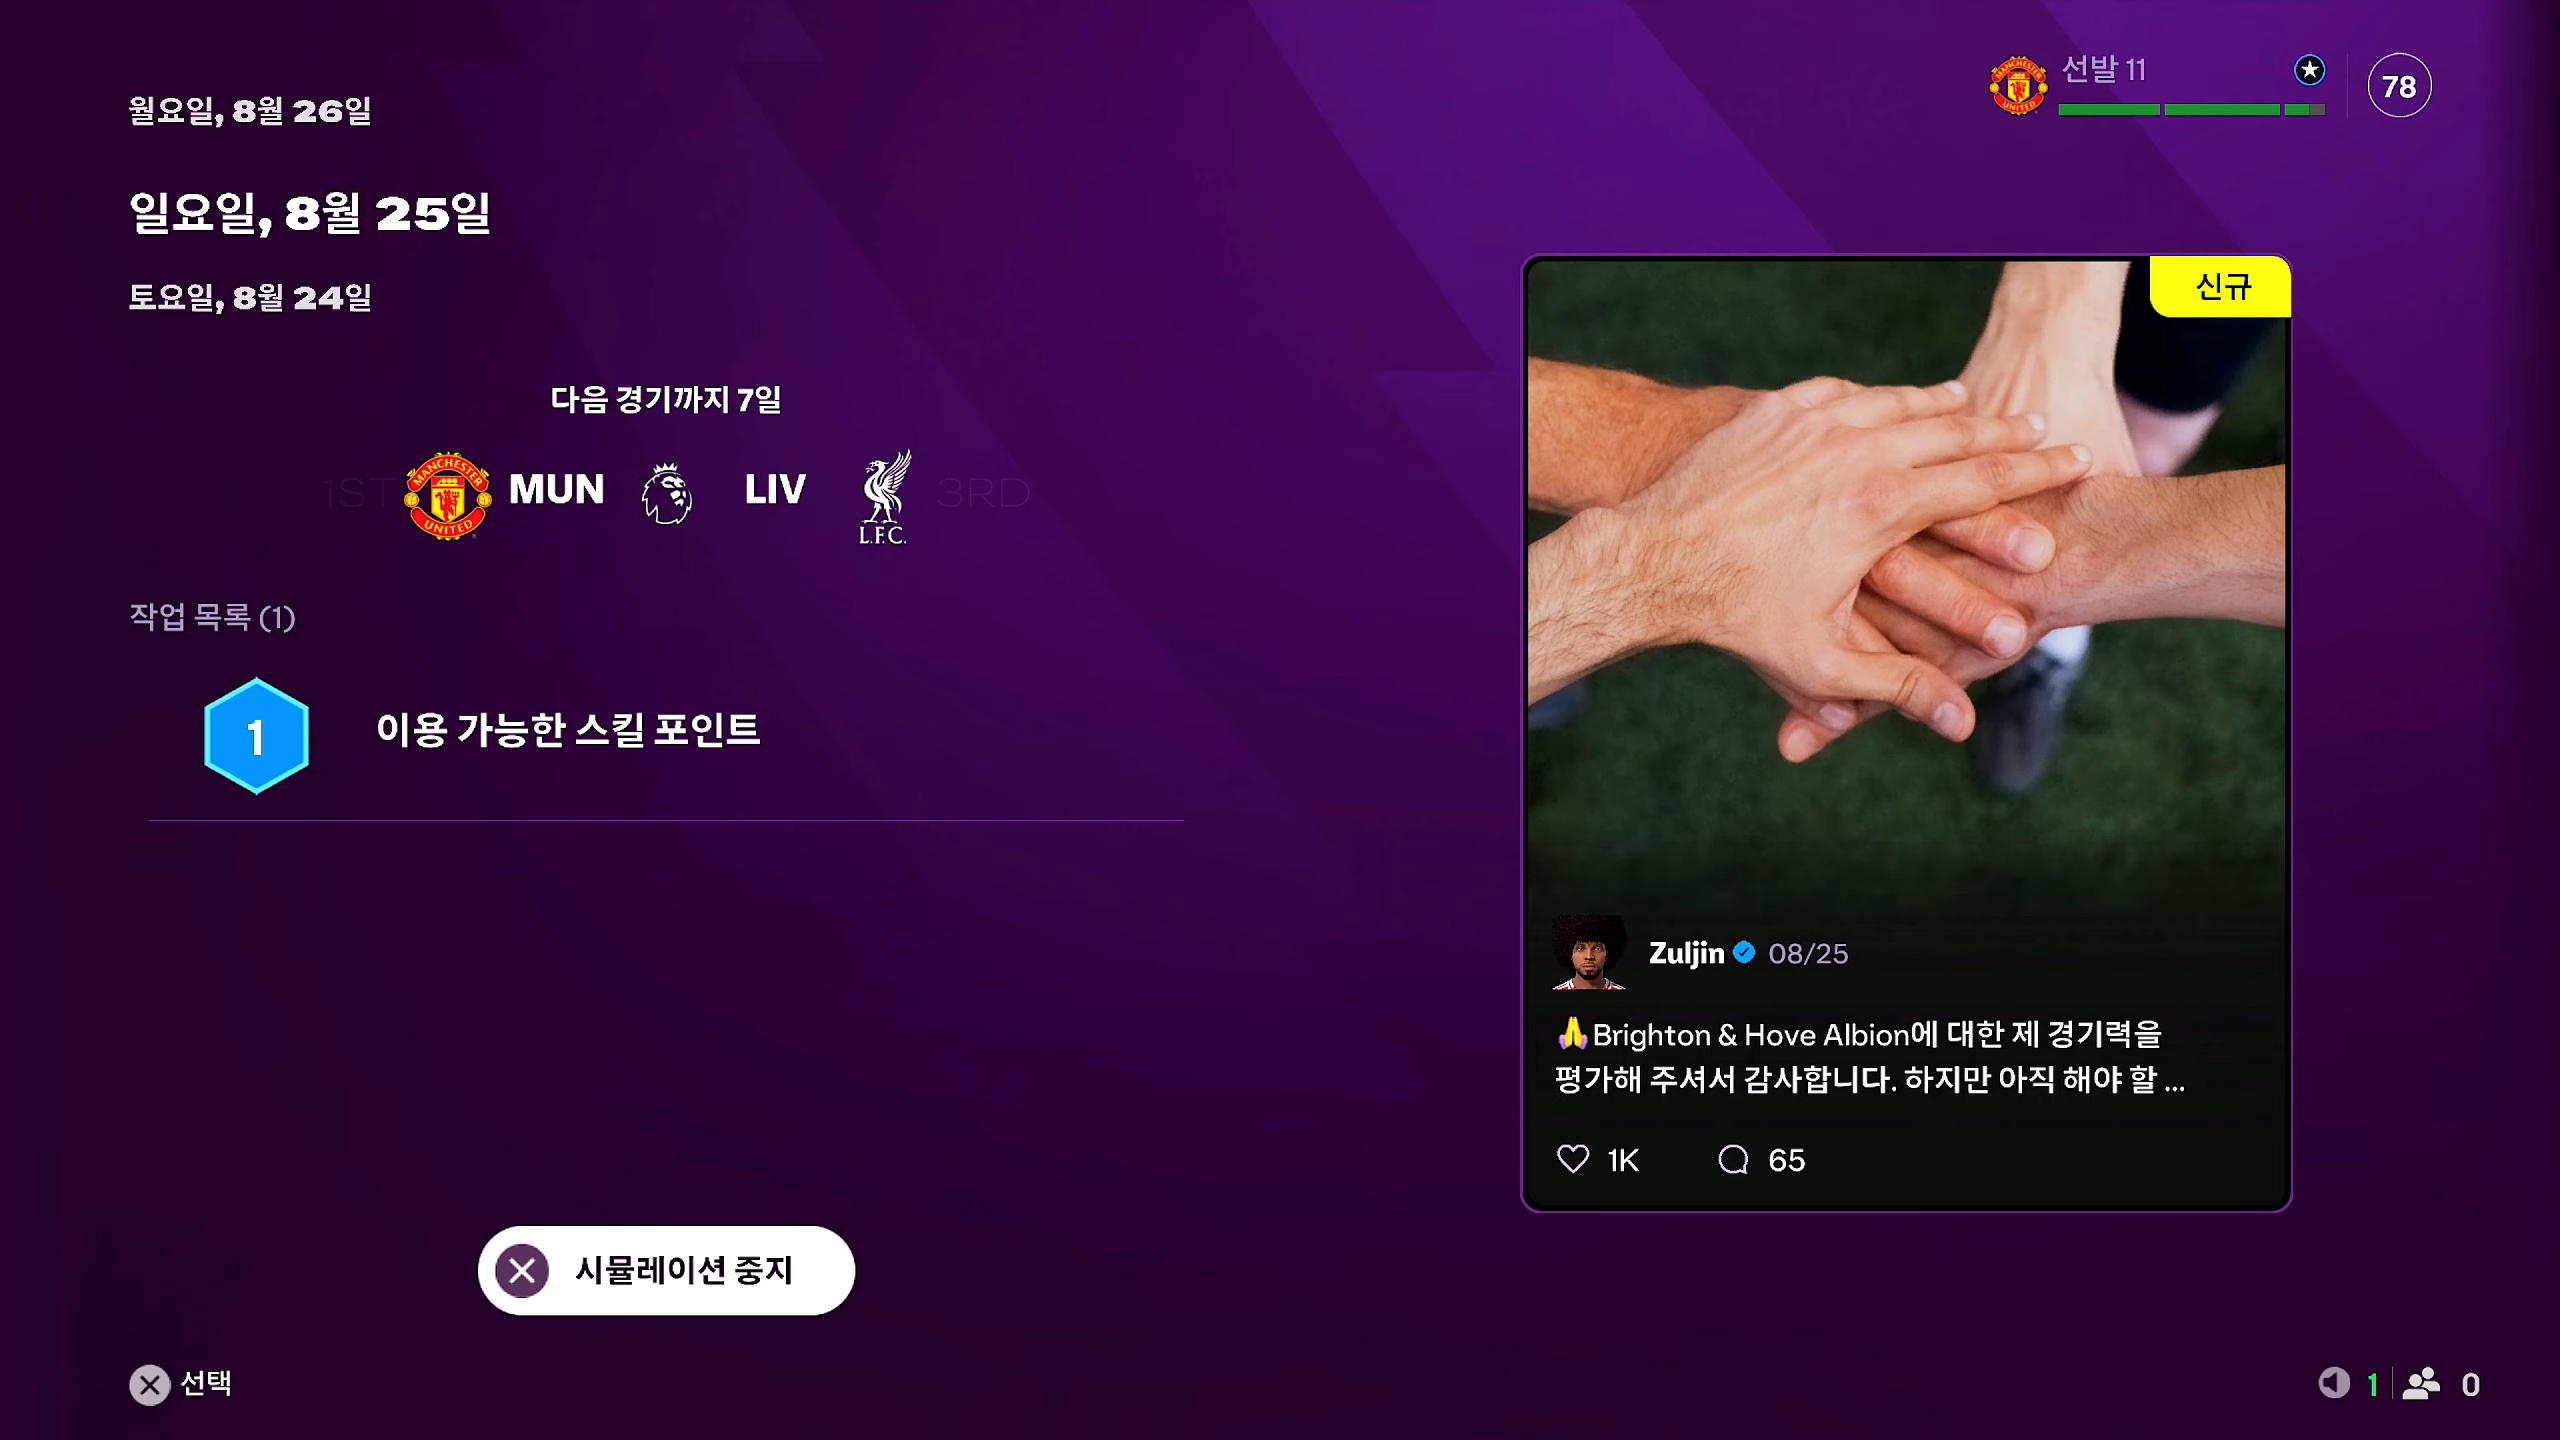 월요일, 8월 26일
일요일, 8월 25일
토요일, 8월 24일
선발 11
78
다음 경기까지 7일
1ST
MANCHESTER
UNITED
MUN
LIV
L.F.C.
3RD
작업 목록 (1)
1
이용 가능한 스킬 포인트
시뮬레이션 중지
신규
Zuljin 08/25
🙏Brighton & Hove Albion에 대한 제 경기력을
평가해 주셔서 감사합니다. 하지만 아직 해야 할 ...
1K 65
선택
1 0